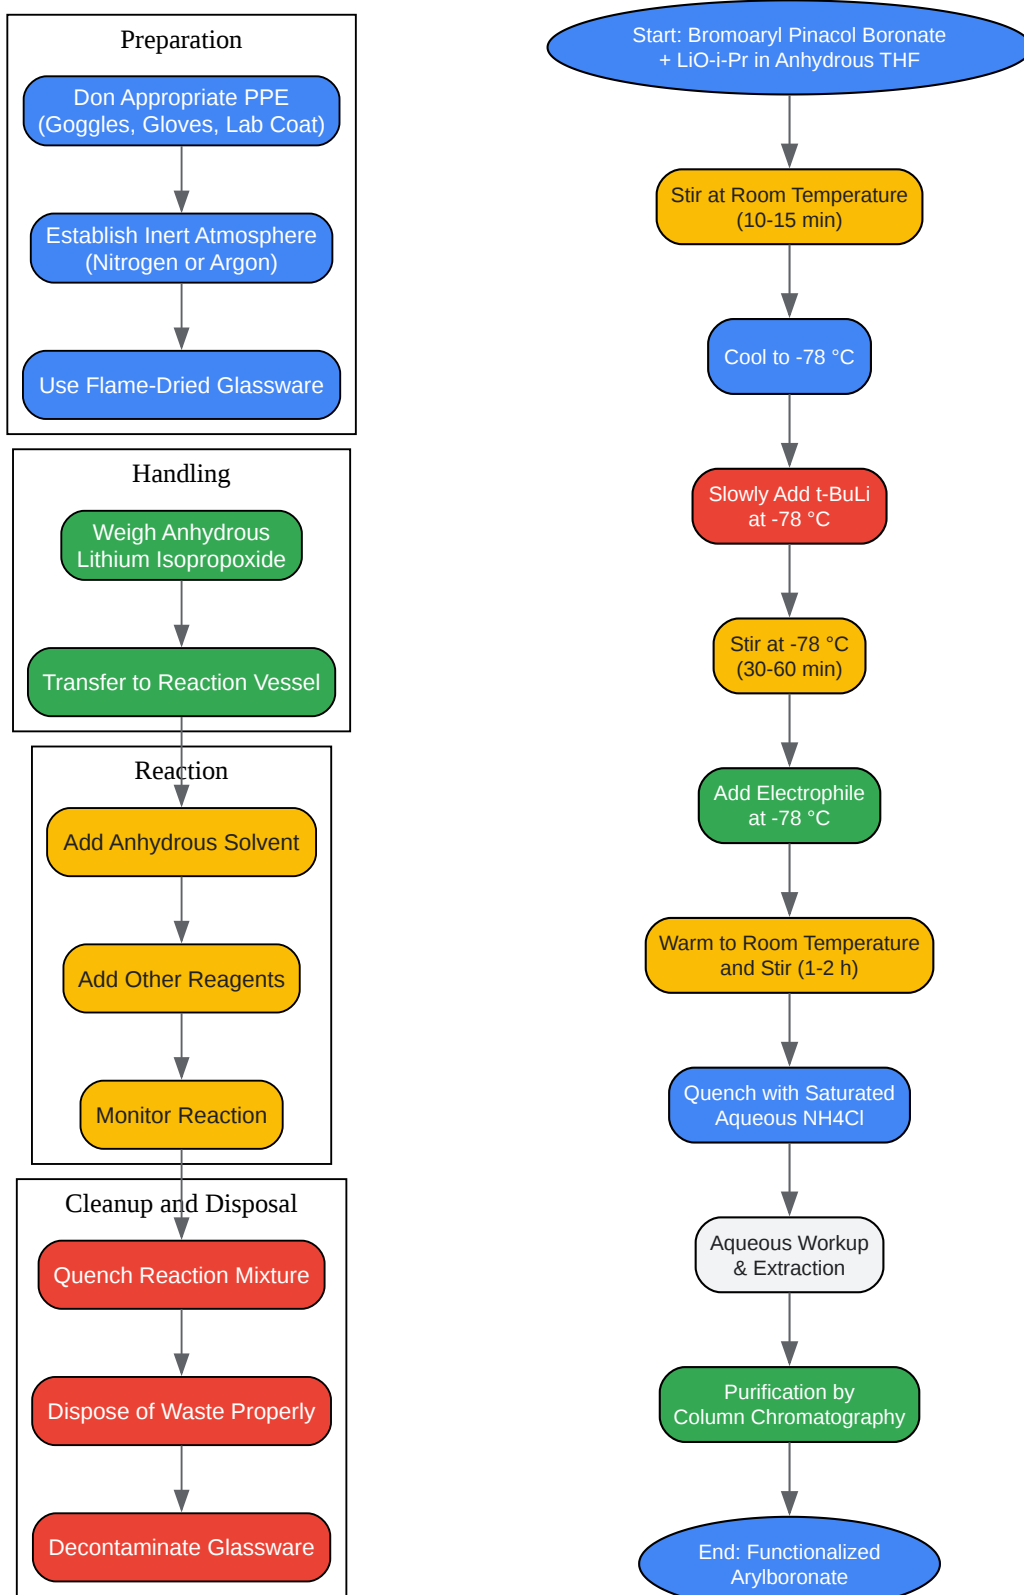 Preparation
Don Appropriate PPE
(Goggles, Gloves, Lab Coat)
Establish Inert Atmosphere
(Nitrogen or Argon)
Use Flame-Dried Glassware
Handling
Weigh Anhydrous
Lithium Isopropoxide
Transfer to Reaction Vessel
Reaction
Add Anhydrous Solvent
Add Other Reagents
Monitor Reaction
Cleanup and Disposal
Quench Reaction Mixture
Dispose of Waste Properly
Decontaminate Glassware
Start: Bromoaryl Pinacol Boronate
+ LiO-i-Pr in Anhydrous THF
Stir at Room Temperature
(10-15 min)
Cool to -78 °C
Slowly Add t-BuLi
at -78 °C
Stir at -78 °C
(30-60 min)
Add Electrophile
at -78 °C
Warm to Room Temperature
and Stir (1-2 h)
Quench with Saturated
Aqueous NH4Cl
Aqueous Workup
& Extraction
Purification by
Column Chromatography
End: Functionalized
Arylboronate